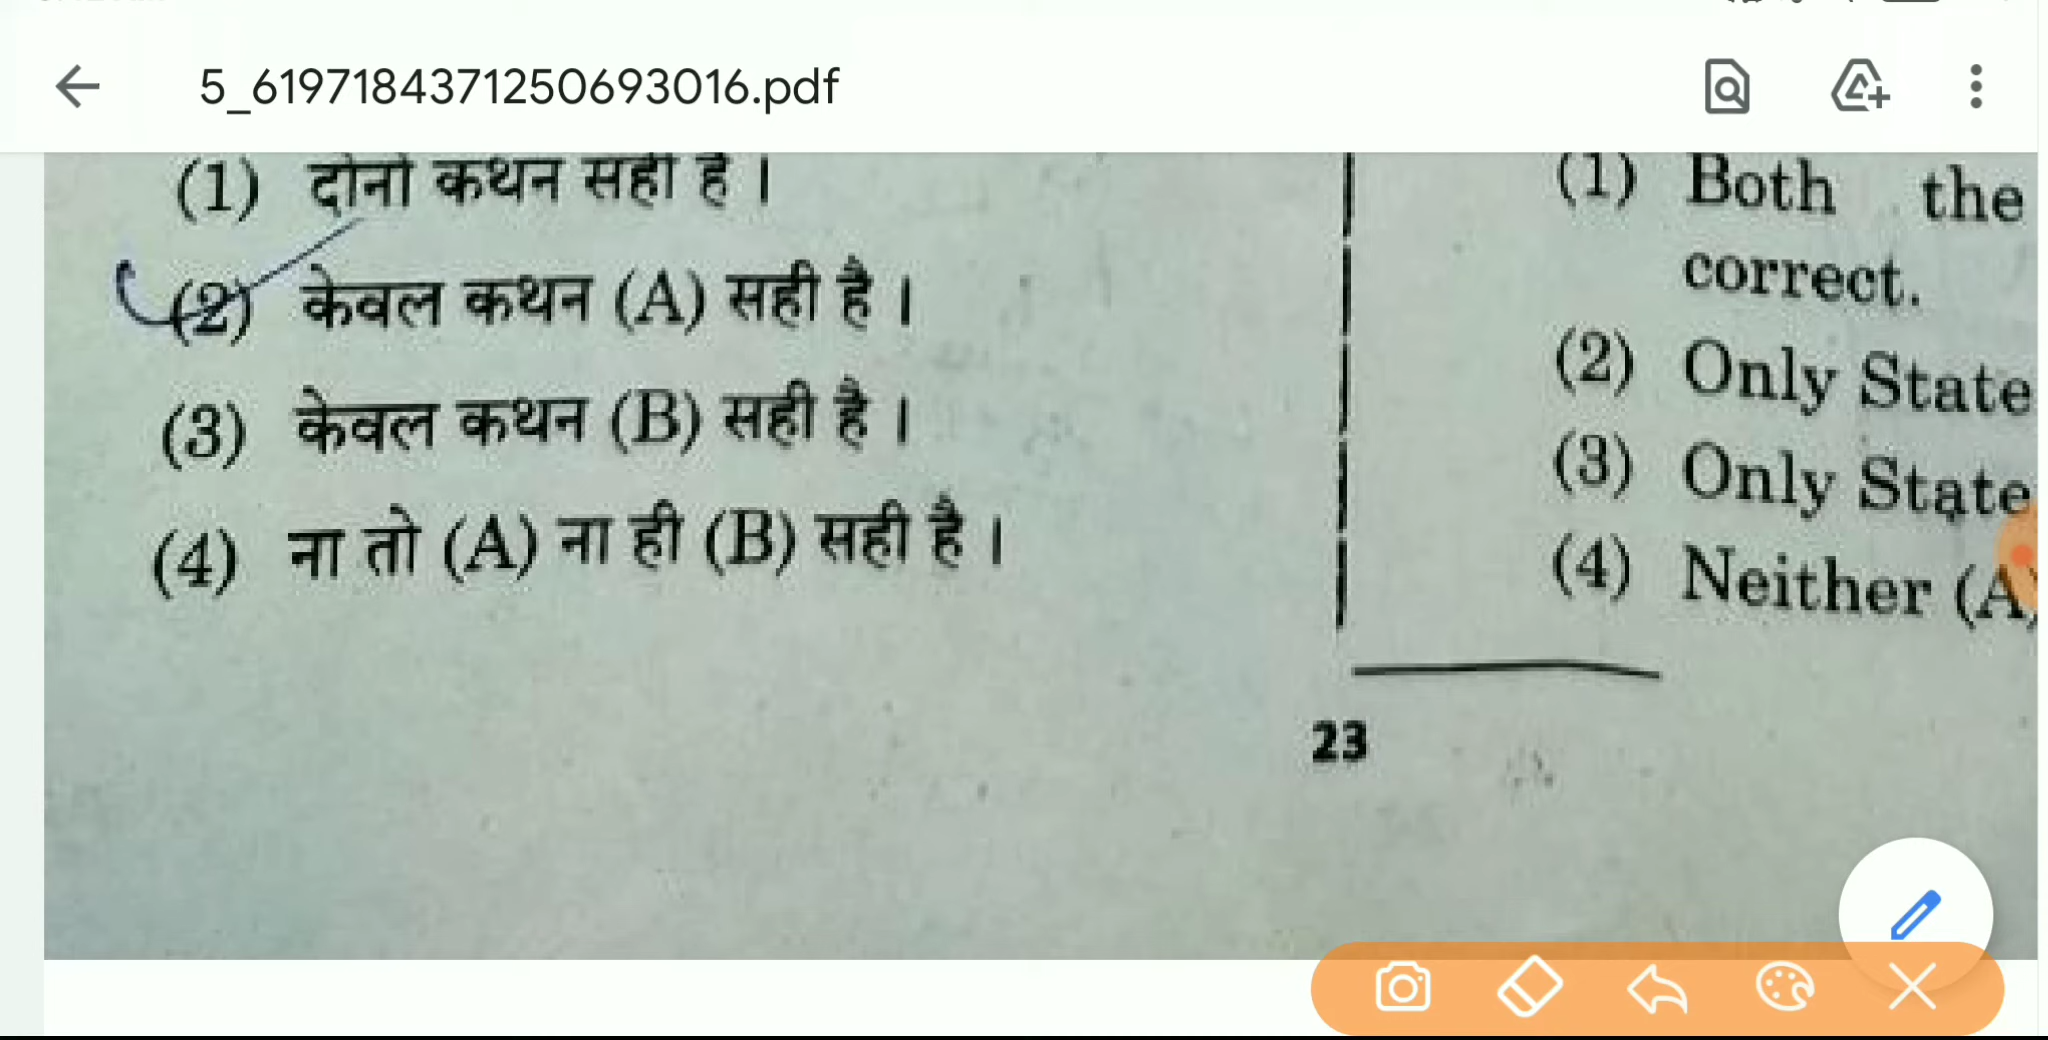 5_6197184371250693016.pdf
(1) दोनों कथन सही हैं ।
(2) केवल कथन (A) सही है ।
(3) केवल कथन (B) सही है ।
(4) ना तो (A) ना ही (B) सही है ।
(1) Both the
correct.
(2) Only State
(3) Only State
(4) Neither (A)
23